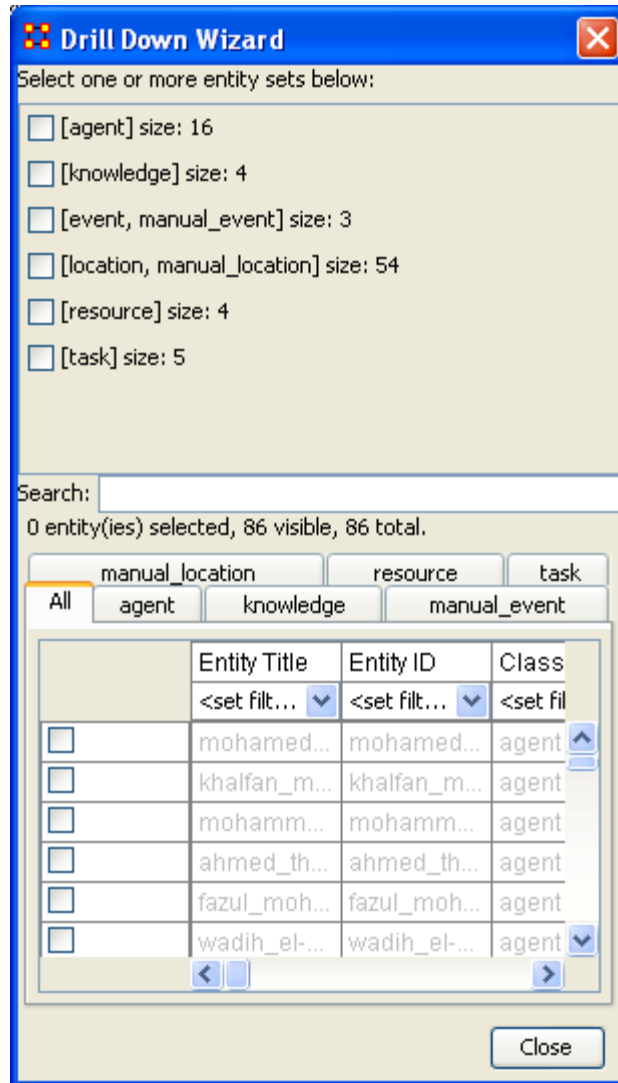 Drill Down Wizard
Select one or more entity sets below:
[agent] size: 16
[knowledge] size: 4
[event, manual_event] size: 3
[location, manual_location] size: 54
[resource] size: 4
[task] size: 5
Search:
0 entity(ies) selected, 86 visible, 86 total.
manual_location resource task
All agent knowledge manual_event
Entity Title Entity ID Class
<set filt... <set filt... <set fil
mohamed... mohamed... agent
khalfan_m... khalfan_m... agent
mohamm... mohamm... agent
ahmed_th... ahmed_th... agent
fazul_moh... fazul_moh... agent
wadih_el-... wadih_el-... agent
Close